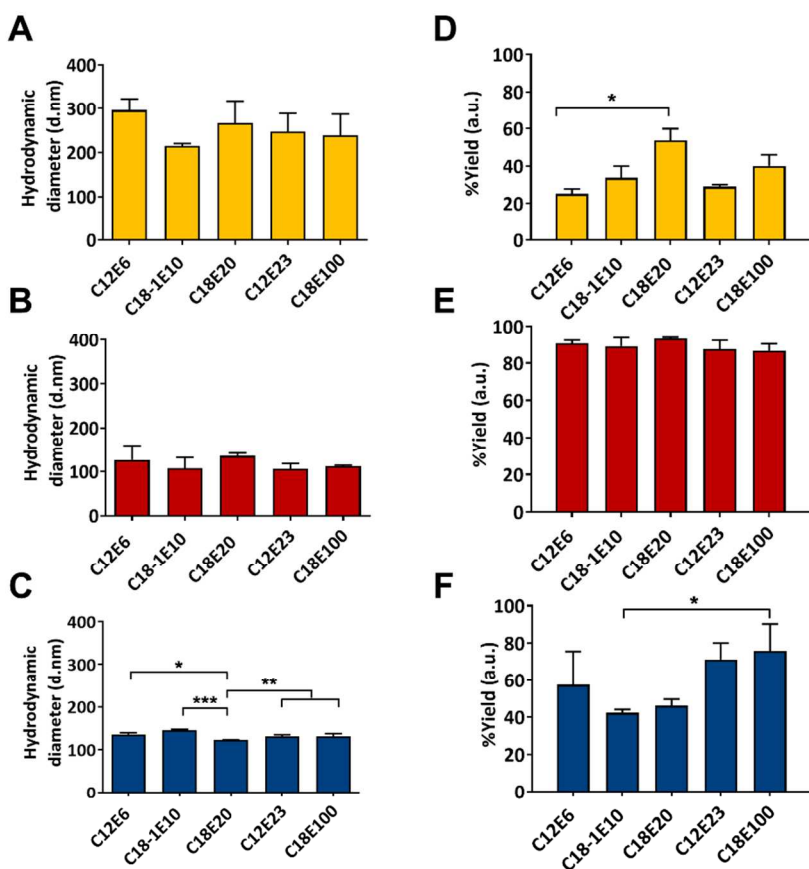 A
Hydrodynamic
diameter (d.nm)
400
300
200
100
0
C12E6
C18-1E10
C18E20
C12E23
C18E100
D
%Yield (a.u.)
100
80
60
40
20
0
*
C12E6
C18-1E10
C18E20
C12E23
C18E100
B
Hydrodynamic
diameter (d.nm)
400
300
200
100
0
C12E6
C18-1E10
C18E20
C12E23
C18E100
E
%Yield (a.u.)
100
80
60
40
20
0
C12E6
C18-1E10
C18E20
C12E23
C18E100
C
Hydrodynamic
diameter (d.nm)
400
300
200
100
0
*
***
**
C12E6
C18-1E10
C18E20
C12E23
C18E100
F
%Yield (a.u.)
100
80
60
40
20
0
*
C12E6
C18-1E10
C18E20
C12E23
C18E100